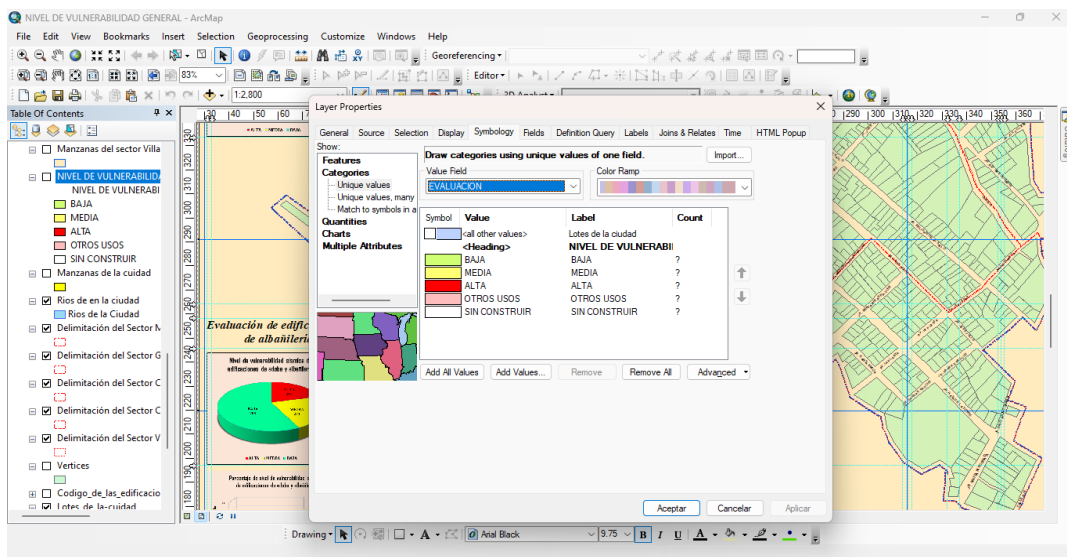 NIVEL DE VULNERABILIDAD GENERAL - ArcMap
File Edit View Bookmarks Insert Selection Geoprocessing Customize Windows Help
Georeferencing
83% Editor
1:2,800
Table Of Contents
Manzanas del sector Villa
NIVEL DE VULNERABILID
NIVEL DE VULNERABI
BAJA
MEDIA
ALTA
OTROS USOS
SIN CONSTRUIR
Manzanas de la cuidad
Rios de en la ciudad
Rios de la Ciudad
Delimitación del Sector M
Delimitación del Sector G
Delimitación del Sector C
Delimitación del Sector C
Delimitación del Sector V
Vertices
Codigo_de_las_edificacio
Lotes de la-cuidad
Evaluación de edific
de albañilerí
Layer Properties
General Source Selection Display Symbology Fields Definition Query Labels Joins & Relates Time HTML Popup
Show:
Features
Categories
Unique values
Unique values, many
Match to symbols in a
Quantities
Charts
Multiple Attributes
Draw categories using unique values of one field.
Import...
Value Field
EVALUACION
Color Ramp
Symbol Value Label Count
<all other values> Lotes de la ciudad
<Heading> NIVEL DE VULNERABI
BAJA BAJA ?
MEDIA MEDIA ?
ALTA ALTA ?
OTROS USOS OTROS USOS ?
SIN CONSTRUIR SIN CONSTRUIR ?
Add All Values Add Values... Remove Remove All Advanced
Aceptar Cancelar Aplicar
290 300 310 320 330 340 350 360
Drawing A Arial Black 9.75 B I U A